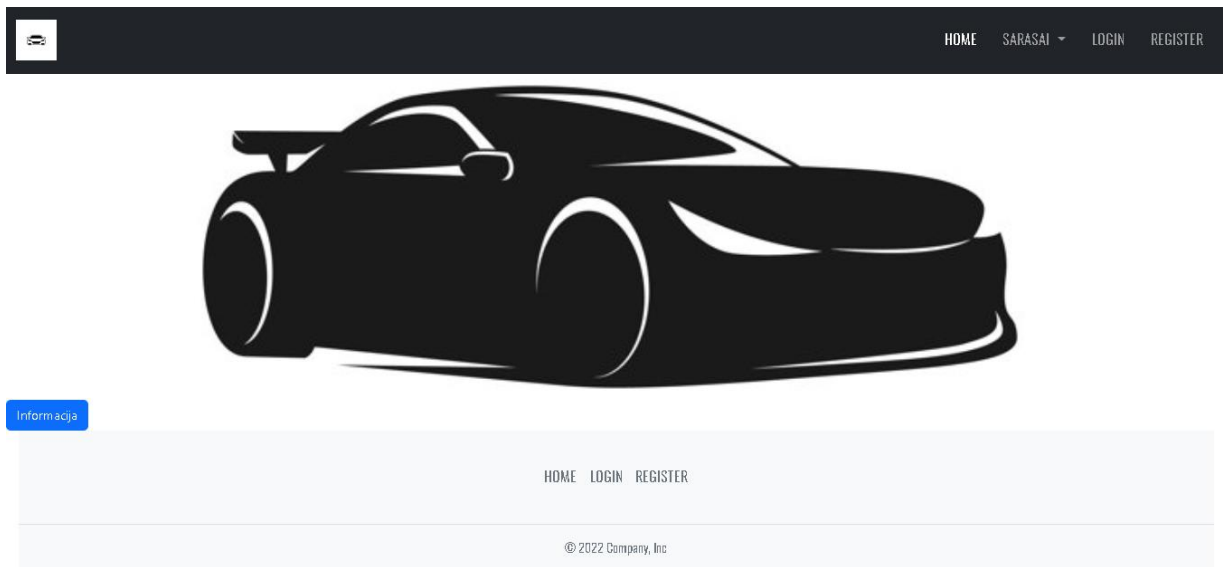 HOME SARASAI LOGIN REGISTER
Informacija
HOME LOGIN REGISTER
© 2022 Company, Inc